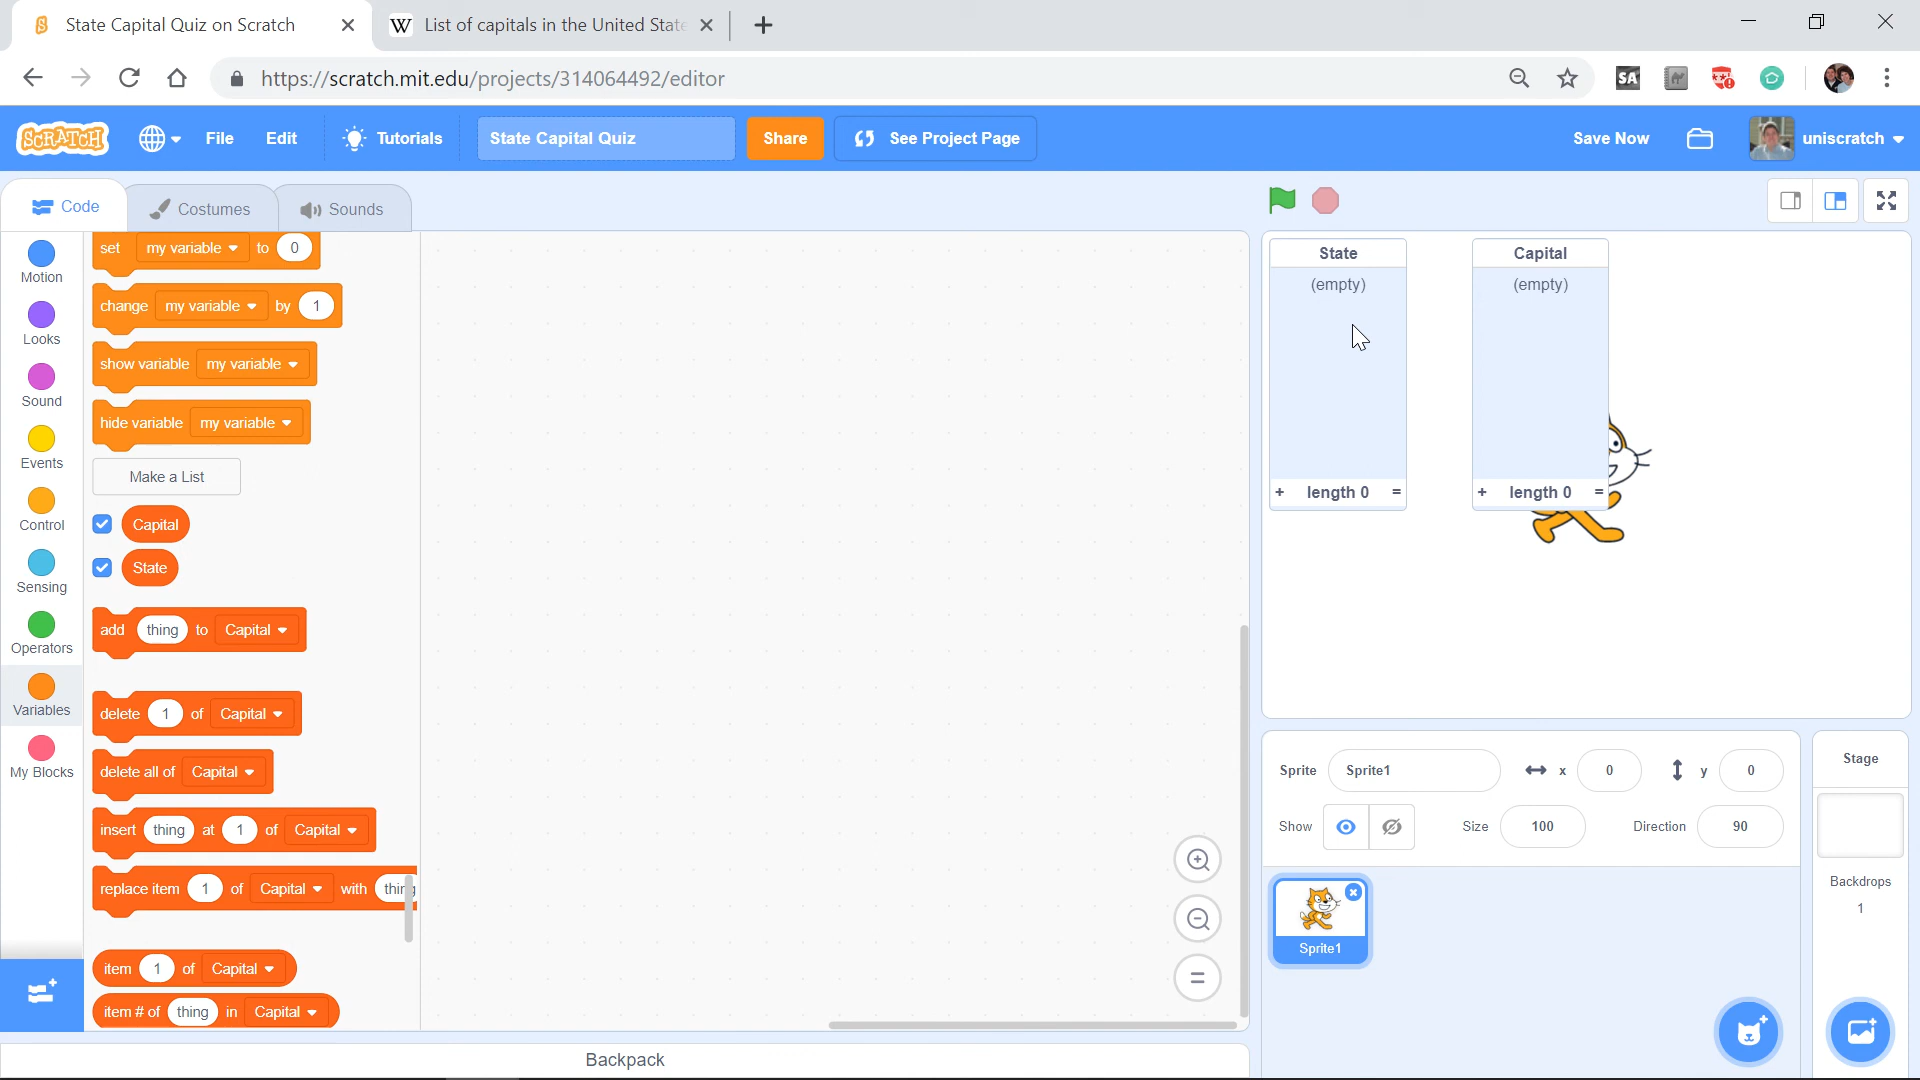 State Capital Quiz on Scratch
W List of capitals in the United State
https://scratch.mit.edu/projects/314064492/editor
SA
SCRATCH
File
Edit
Tutorials
State Capital Quiz
Share
See Project Page
Save Now
uniscratch
Code
Costumes
Sounds
Motion
Looks
Sound
Events
Control
Sensing
Operators
Variables
My Blocks
set my variable to 0
change my variable by 1
show variable my variable
hide variable my variable
Make a List
Capital
State
add thing to Capital
delete 1 of Capital
delete all of Capital
insert thing at 1 of Capital
replace item 1 of Capital with thing
item 1 of Capital
item # of thing in Capital
Backpack
State
(empty)
+ length 0 =
Capital
(empty)
+ length 0 =
Sprite Sprite1 x 0 y 0
Show Size 100 Direction 90
Sprite1
Stage
Backdrops
1